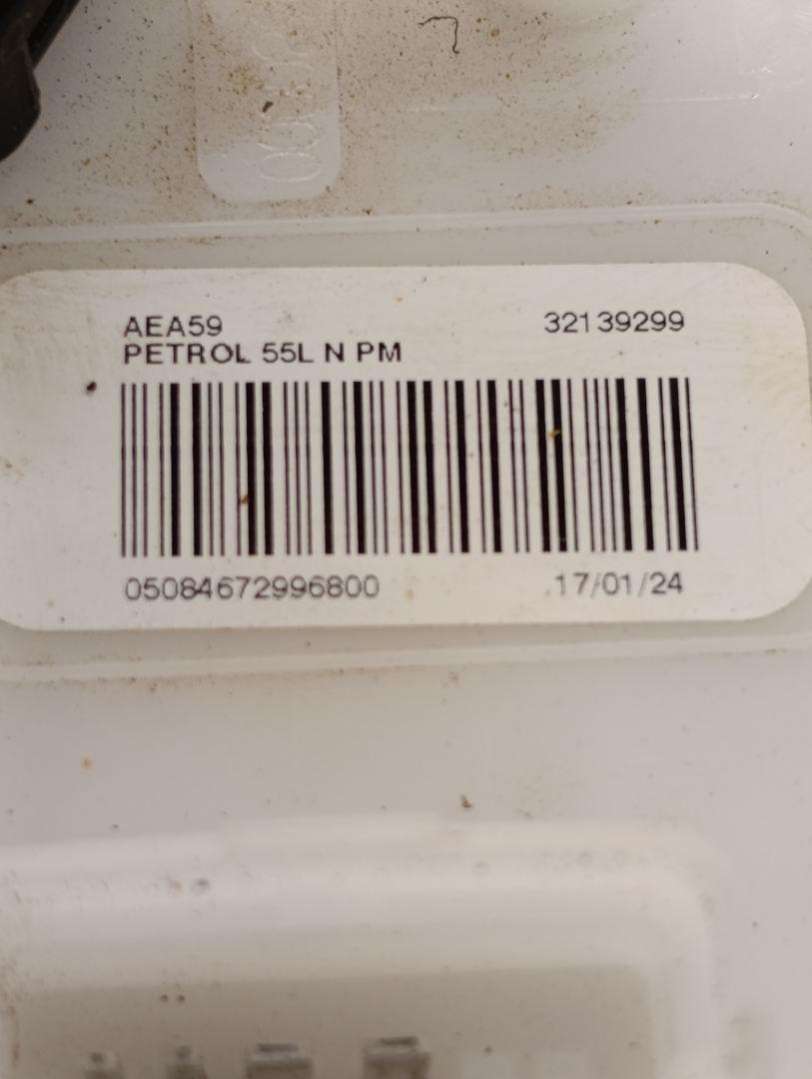 AEA59 32139299
PETROL 55L N PM
05084672996800 17/01/24